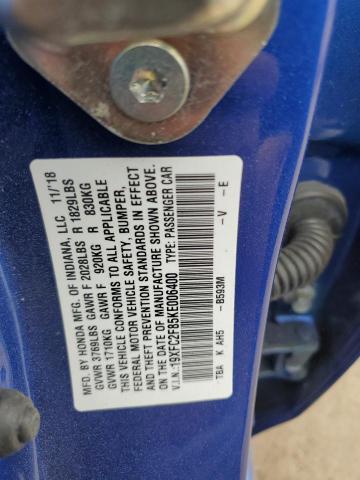 MFD. BY HONDA MFG. OF INDIANA, LLC 11/'18
GVWR 3769LBS GAWR F 2028LBS R 1829LBS
GVWR 1710KG GAWR F 920KG R 830KG
THIS VEHICLE CONFORMS TO ALL APPLICABLE
FEDERAL MOTOR VEHICLE SAFETY, BUMPER,
AND THEFT PREVENTION STANDARDS IN EFFECT
ON THE DATE OF MANUFACTURE SHOWN ABOVE.
V.I.N.:19XFC2F85KE006400 TYPE: PASSENGER CAR
TBA K AH5 - B593M - V - E